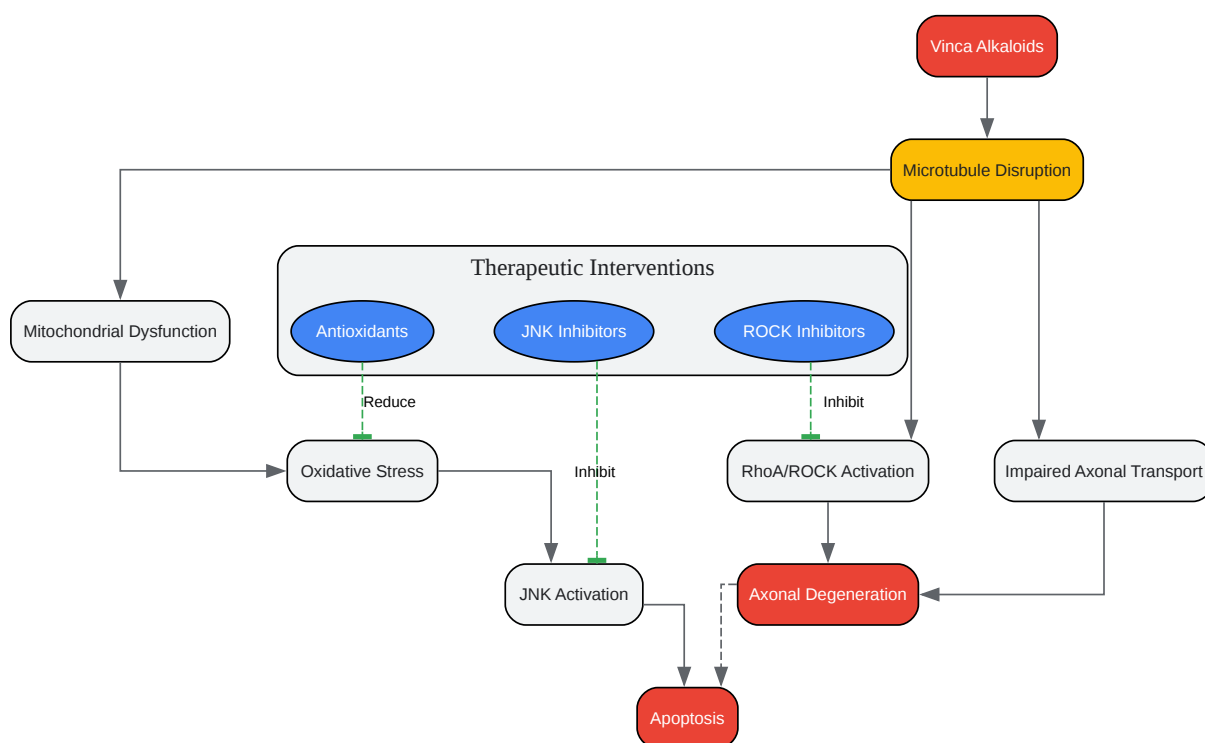 Vinca Alkaloids
Microtubule Disruption
Therapeutic Interventions
Mitochondrial Dysfunction
Antioxidants
JNK Inhibitors
ROCK Inhibitors
Reduce
Inhibit
Oxidative Stress
Inhibit
RhoA/ROCK Activation
Impaired Axonal Transport
JNK Activation
Axonal Degeneration
Apoptosis